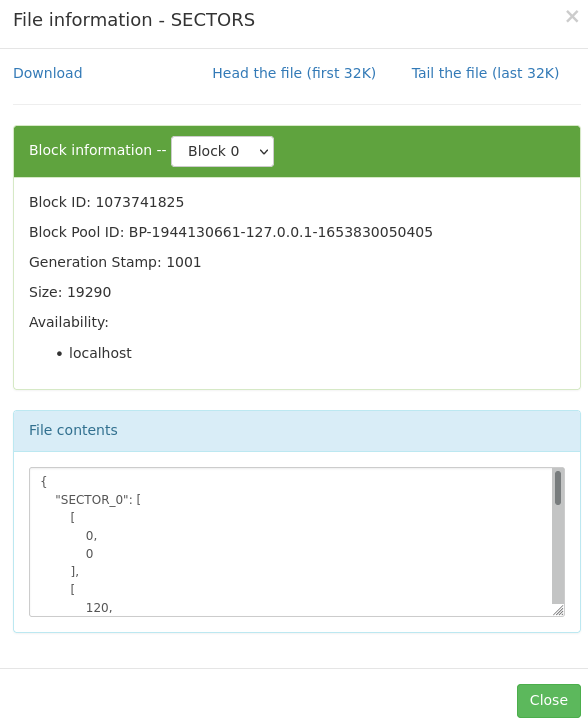 File information - SECTORS
×
Download Head the file (first 32K) Tail the file (last 32K)
Block information -- Block 0
Block ID: 1073741825
Block Pool ID: BP-1944130661-127.0.0.1-1653830050405
Generation Stamp: 1001
Size: 19290
Availability:
• localhost
File contents
{
"SECTOR_0": [
[
0,
0
],
[
120,
Close